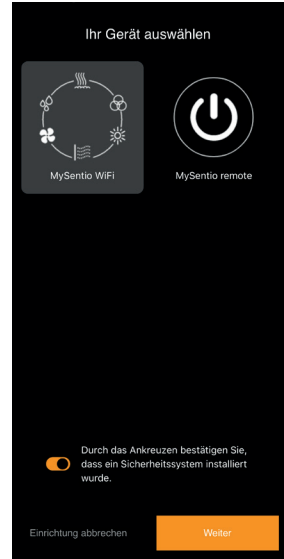 Ihr Gerät auswählen
MySentio WiFi
MySentio remote
Durch das Ankreuzen bestätigen Sie,
dass ein Sicherheitssystem installiert
wurde.
Einrichtung abbrechen
Weiter